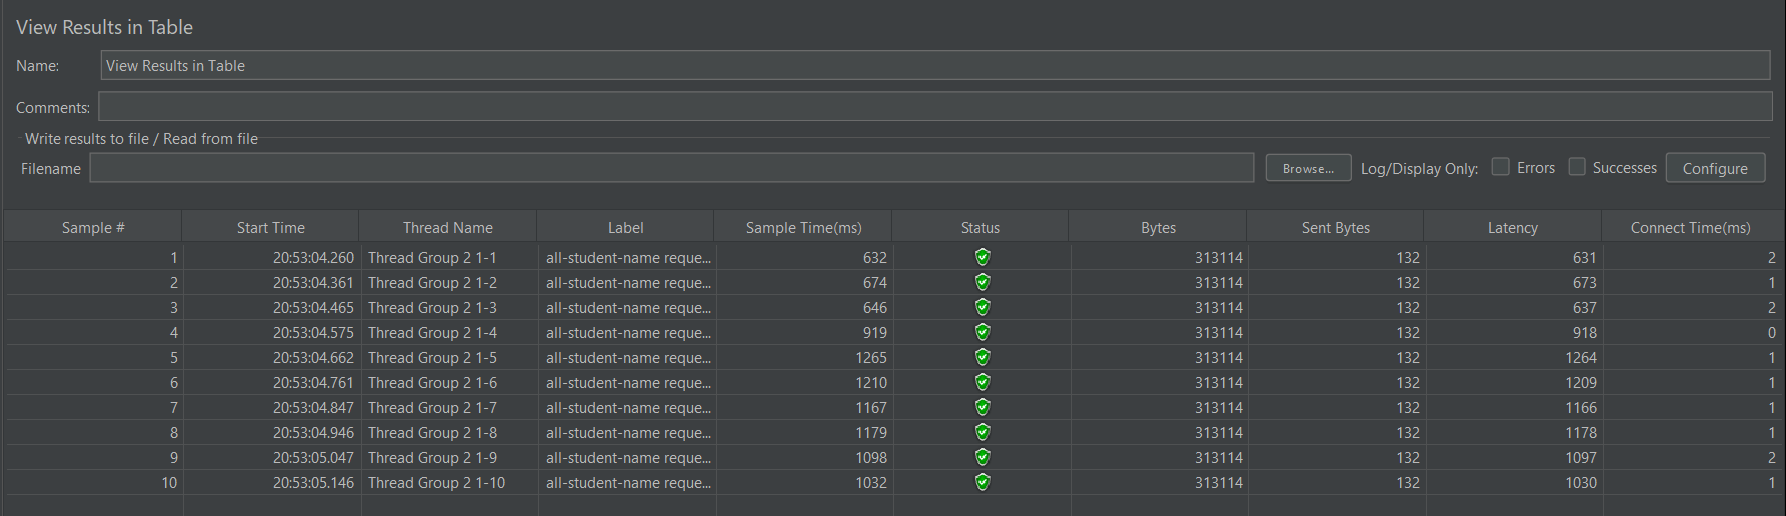 View Results in Table
Name: View Results in Table
Comments:
Write results to file / Read from file
Filename Browse... Log/Display Only: Errors Successes Configure
Sample # Start Time Thread Name Label Sample Time(ms) Status Bytes Sent Bytes Latency Connect Time(ms)
1 20:53:04.260 Thread Group 2 1-1 all-student-name reque... 632 313114 132 631 2
2 20:53:04.361 Thread Group 2 1-2 all-student-name reque... 674 313114 132 673 1
3 20:53:04.465 Thread Group 2 1-3 all-student-name reque... 646 313114 132 637 2
4 20:53:04.575 Thread Group 2 1-4 all-student-name reque... 919 313114 132 918 0
5 20:53:04.662 Thread Group 2 1-5 all-student-name reque... 1265 313114 132 1264 1
6 20:53:04.761 Thread Group 2 1-6 all-student-name reque... 1210 313114 132 1209 1
7 20:53:04.847 Thread Group 2 1-7 all-student-name reque... 1167 313114 132 1166 1
8 20:53:04.946 Thread Group 2 1-8 all-student-name reque... 1179 313114 132 1178 1
9 20:53:05.047 Thread Group 2 1-9 all-student-name reque... 1098 313114 132 1097 2
10 20:53:05.146 Thread Group 2 1-10 all-student-name reque... 1032 313114 132 1030 1